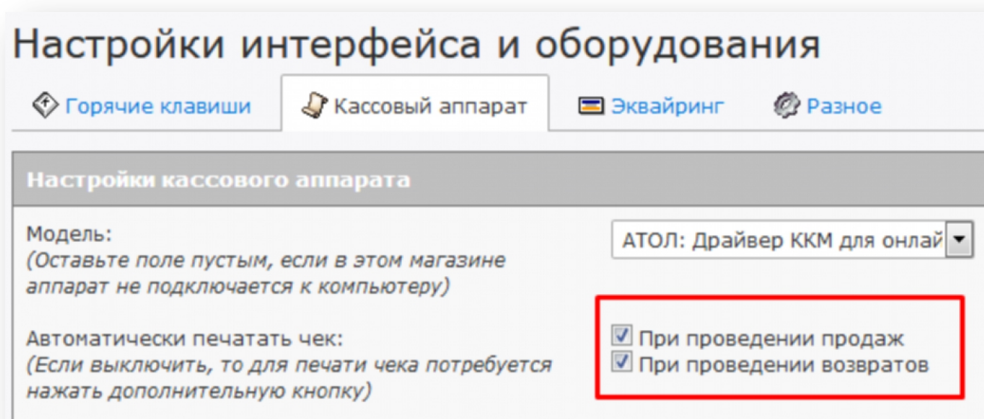 Настройки интерфейса и оборудования
Горячие клавиши Кассовый аппарат Эквайринг Разное
Настройки кассового аппарата
Модель:
(Оставьте поле пустым, если в этом магазине
аппарат не подключается к компьютеру)
АТОЛ: Драйвер ККМ для онлай
Автоматически печатать чек:
(Если выключить, то для печати чека потребуется
нажать дополнительную кнопку)
При проведении продаж
При проведении возвратов